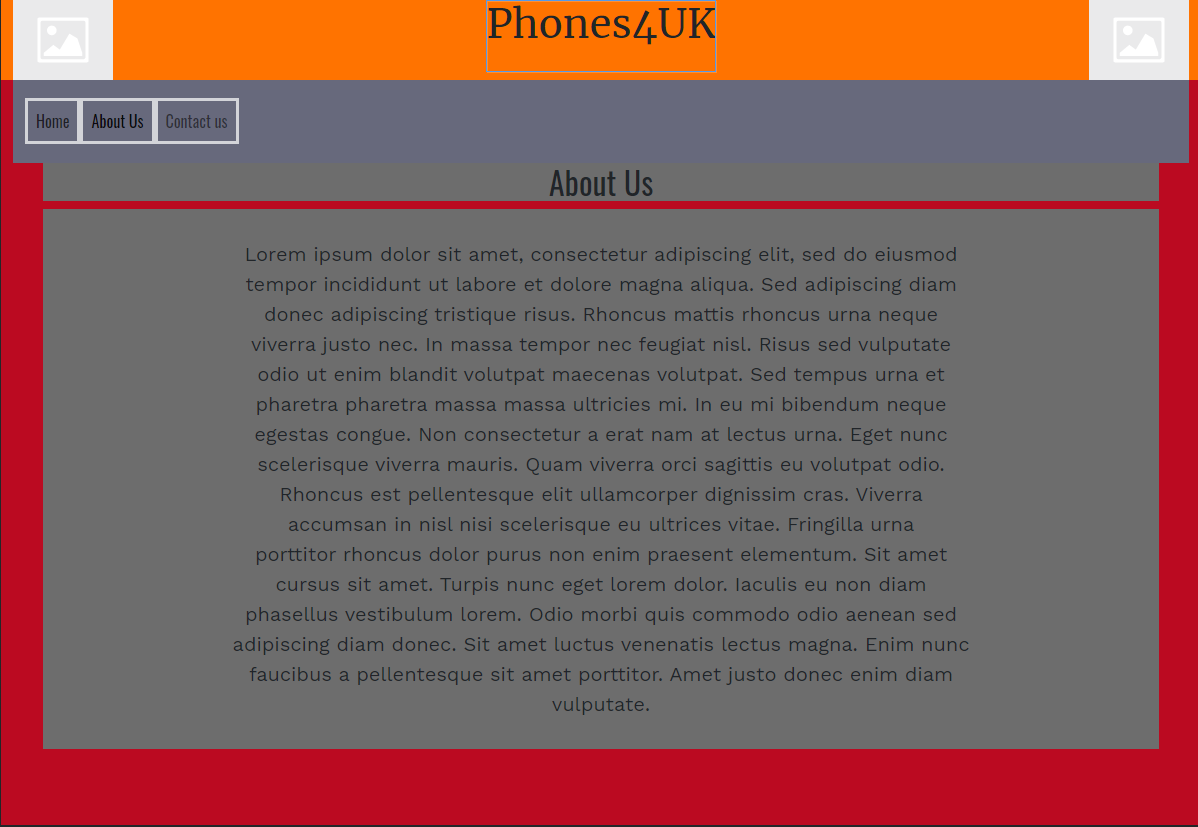 Phones4UK
Home About Us Contact us
About Us
Lorem ipsum dolor sit amet, consectetur adipiscing elit, sed do eiusmod
tempor incididunt ut labore et dolore magna aliqua. Sed adipiscing diam
donec adipiscing tristique risus. Rhoncus mattis rhoncus urna neque
viverra justo nec. In massa tempor nec feugiat nisl. Risus sed vulputate
odio ut enim blandit volutpat maecenas volutpat. Sed tempus urna et
pharetra pharetra massa massa ultricies mi. In eu mi bibendum neque
egestas congue. Non consectetur a erat nam at lectus urna. Eget nunc
scelerisque viverra mauris. Quam viverra orci sagittis eu volutpat odio.
Rhoncus est pellentesque elit ullamcorper dignissim cras. Viverra
accumsan in nisl nisi scelerisque eu ultrices vitae. Fringilla urna
porttitor rhoncus dolor purus non enim praesent elementum. Sit amet
cursus sit amet. Turpis nunc eget lorem dolor. Iaculis eu non diam
phasellus vestibulum lorem. Odio morbi quis commodo odio aenean sed
adipiscing diam donec. Sit amet luctus venenatis lectus magna. Enim nunc
faucibus a pellentesque sit amet porttitor. Amet justo donec enim diam
vulputate.